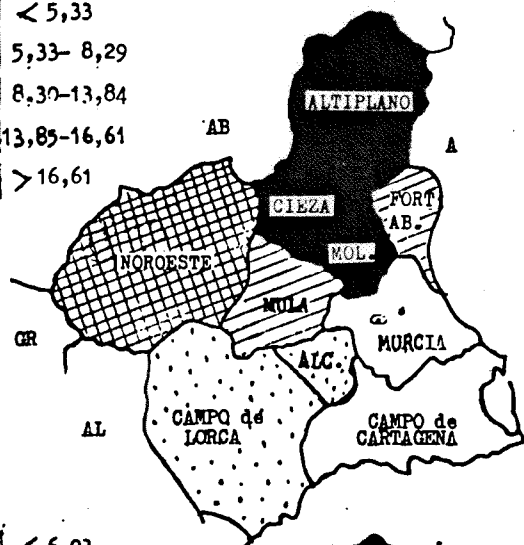 < 5,33
5,33- 8,29
8,30-13,84
13,85-16,61
> 16,61
ALTIPLANO
AB
A
CIEZA
FORT
AB.
NOROESTE
MOL.
MULA
GR
MURCIA
ALC.
CAMPO de
LORCA
AL
CAMPO de
CARTAGENA